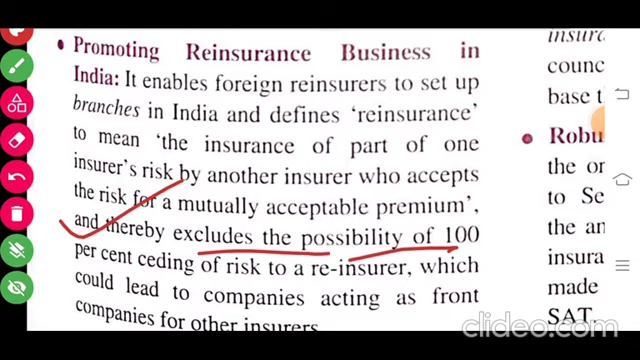 • Promoting Reinsurance Business in
India: It enables foreign reinsurers to set up
branches in India and defines 'reinsurance'
to mean 'the insurance of part of one
insurer's risk by another insurer who accepts
the risk for a mutually acceptable premium',
and thereby excludes the possibility of 100
per cent ceding of risk to a re-insurer, which
could lead to companies acting as front
companies for other insurers
insura
counc
base t
• Robu
the or
to Se
the an
insura
made
SAT.
clideo.com